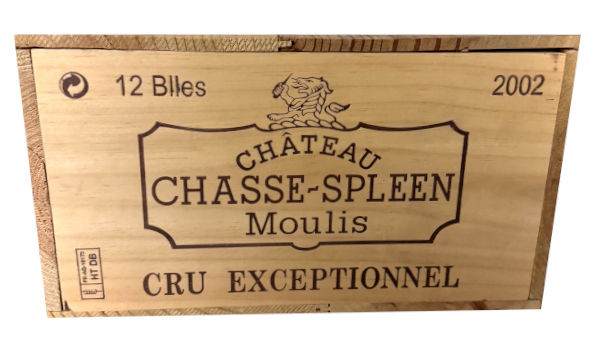 12 Blles
2002
CHÂTEAU
CHASSE-SPLEEN
Moulis
HT DB
CRU EXCEPTIONNEL